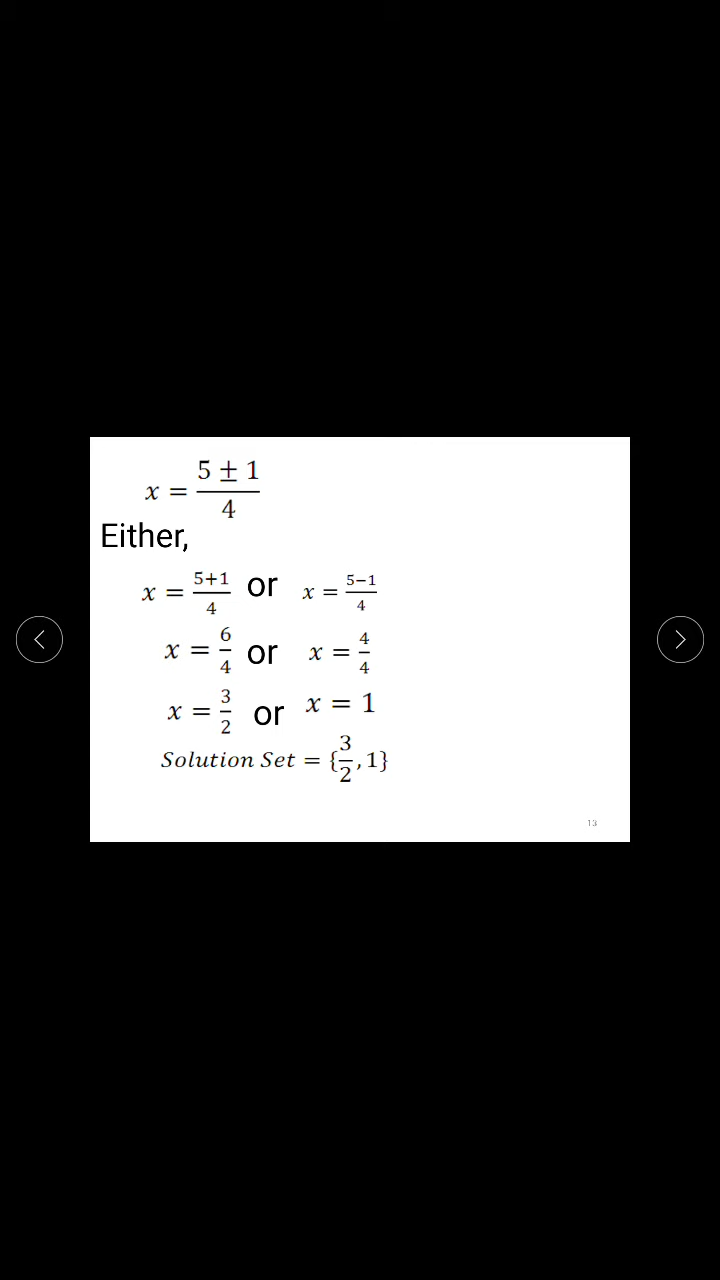 x = (5 ± 1)/4
Either,
x = (5+1)/4 or x = (5−1)/4
x = 6/4 or x = 4/4
x = 3/2 or x = 1
Solution Set = {3/2, 1}
13